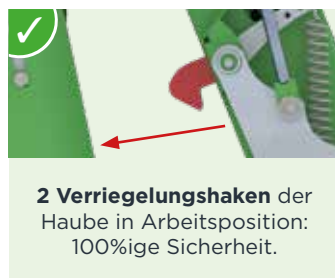 2 Verriegelungshaken der
Haube in Arbeitsposition:
100%ige Sicherheit.